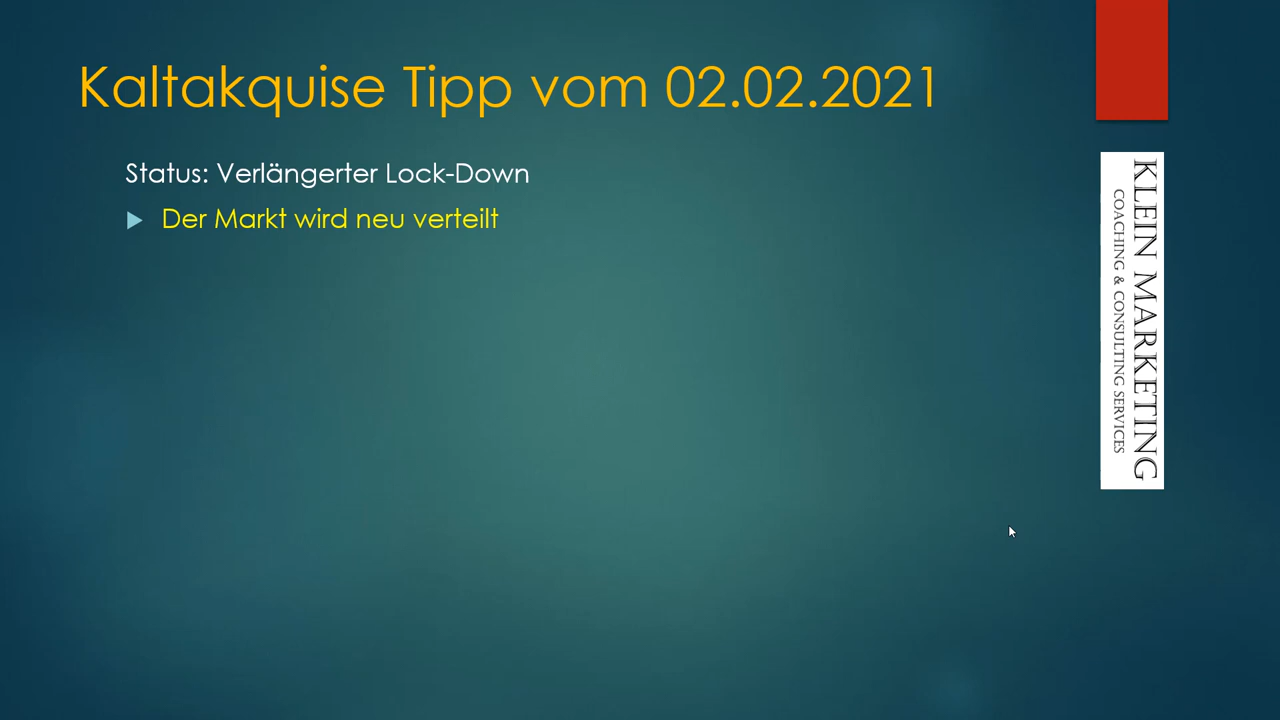 Kaltakquise Tipp vom 02.02.2021
Status: Verlängerter Lock-Down
Der Markt wird neu verteilt
KLEIN MARKETING
COACHING & CONSULTING SERVICES